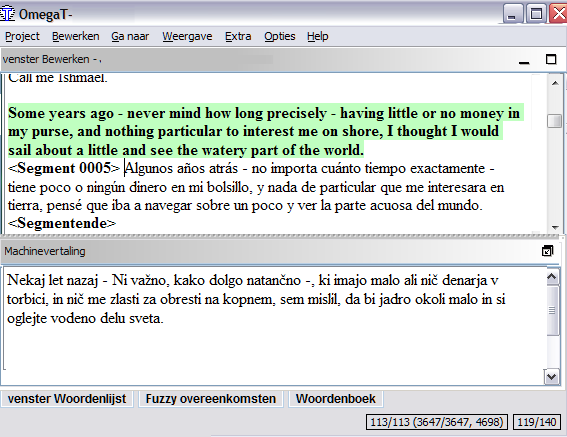 OmegaT-
Project Bewerken Ga naar Weergave Extra Opties Help
venster Bewerken -
Call me Ishmael.
Some years ago - never mind how long precisely - having little or no money in
my purse, and nothing particular to interest me on shore, I thought I would
sail about a little and see the watery part of the world.
<Segment 0005> Algunos años atrás - no importa cuánto tiempo exactamente -
tiene poco o ningún dinero en mi bolsillo, y nada de particular que me interesara en
tierra, pensé que iba a navegar sobre un poco y ver la parte acuosa del mundo.
<Segmentende>
Machinevertaling
Nekaj let nazaj - Ni važno, kako dolgo natančno -, ki imajo malo ali nič denarja v
torbici, in nič me zlasti za obresti na kopnem, sem mislil, da bi jadro okoli malo in si
oglejte vodeno delu sveta.
venster Woordenlijst Fuzzy overeenkomsten Woordenboek
113/113 (3647/3647, 4698) 119/140